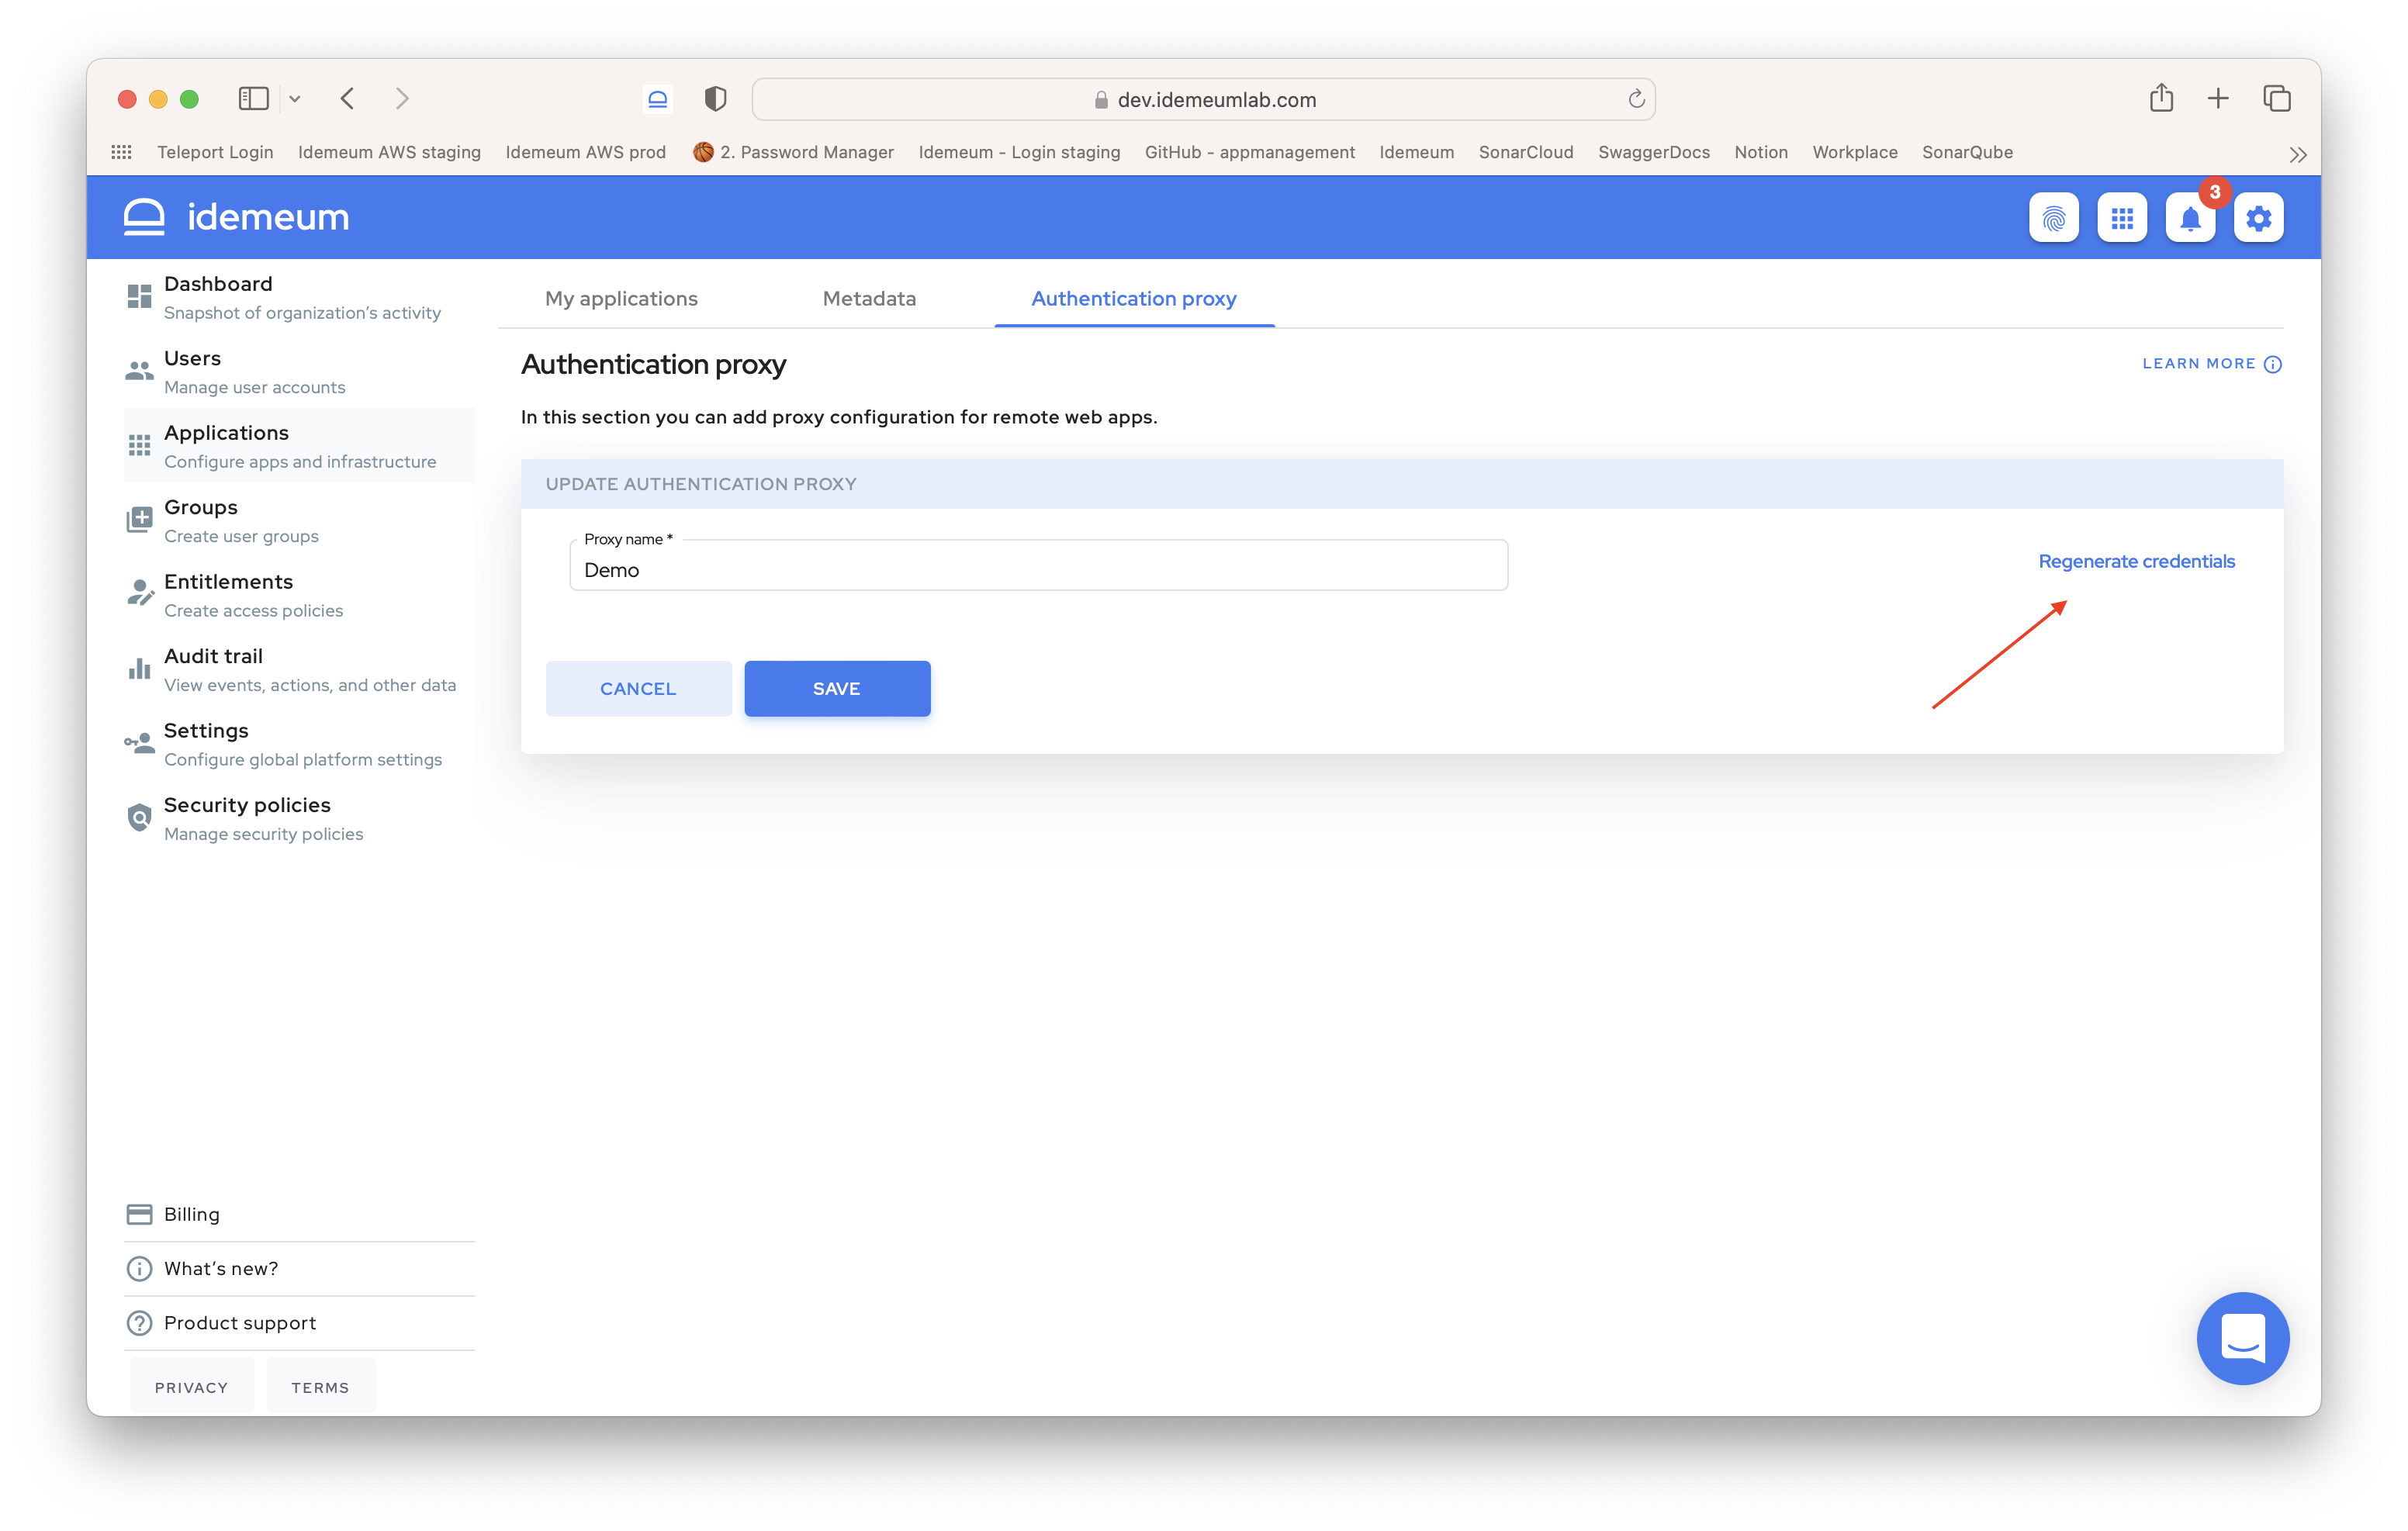 dev.idemeumlab.com
Teleport Login Idemeum AWS staging Idemeum AWS prod 2. Password Manager Idemeum - Login staging GitHub - appmanagement Idemeum SonarCloud SwaggerDocs Notion Workplace SonarQube
idemeum
3
Dashboard
Snapshot of organization's activity
Users
Manage user accounts
Applications
Configure apps and infrastructure
Groups
Create user groups
Entitlements
Create access policies
Audit trail
View events, actions, and other data
Settings
Configure global platform settings
Security policies
Manage security policies
Billing
What's new?
Product support
PRIVACY TERMS
My applications Metadata Authentication proxy
Authentication proxy
LEARN MORE
In this section you can add proxy configuration for remote web apps.
UPDATE AUTHENTICATION PROXY
Proxy name *
Demo
Regenerate credentials
CANCEL SAVE